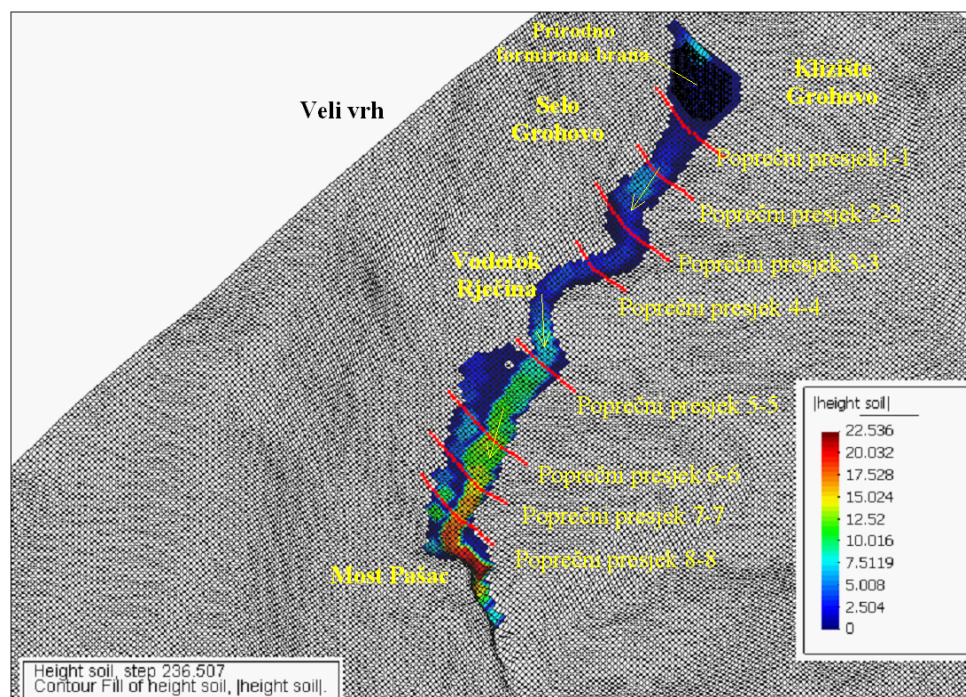 Prirodno
formirana brana
Klizište
Grohovo
Veli vrh
Selo
Grohovo
Poprečni presjek1-1
Poprečni presjek 2-2
Poprečni presjek 3-3
Vodotok
Rječina
Poprečni presjek 4-4
Poprečni presjek 5-5
Poprečni presjek 6-6
Poprečni presjek 7-7
Poprečni presjek 8-8
Most Pašac
|height soil|
22.536
20.032
17.528
15.024
12.52
10.016
7.5119
5.008
2.504
0
Height soil, step 236.507
Contour Fill of height soil, |height soil|.